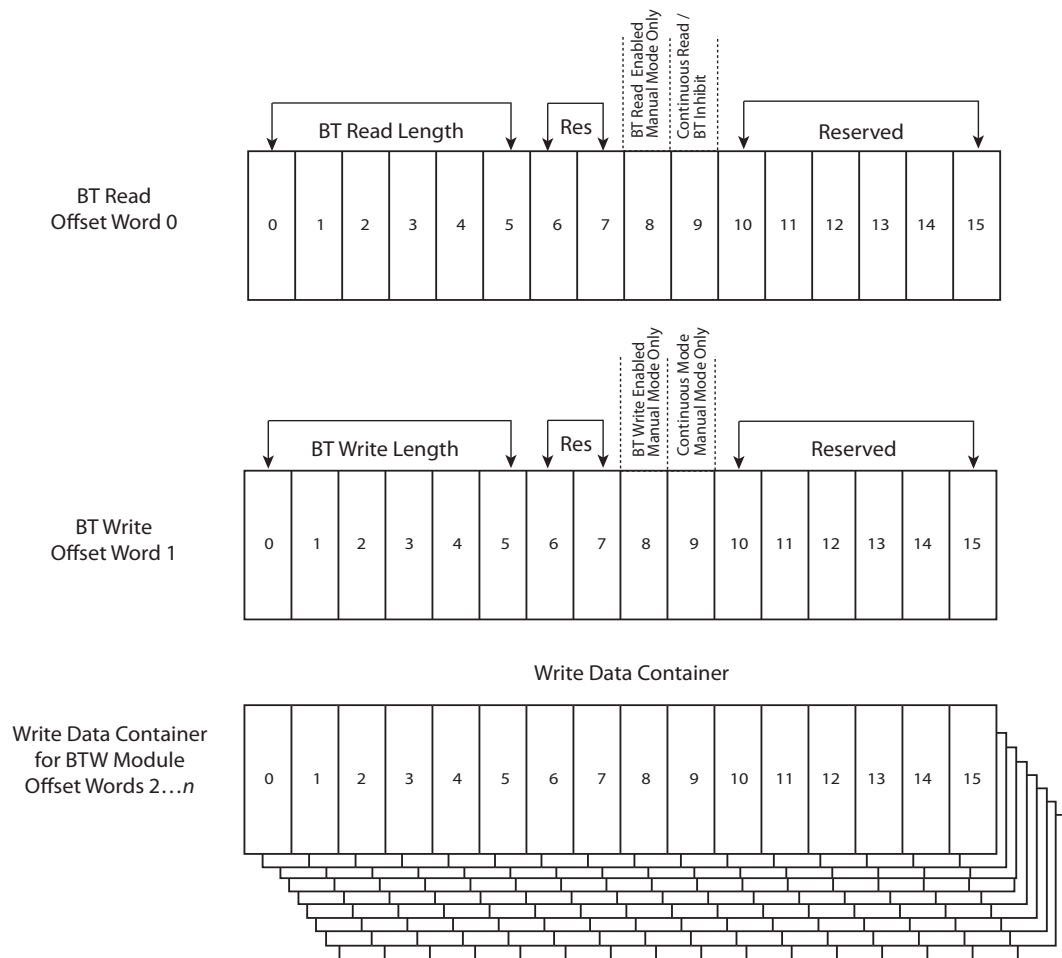 BT Read Enabled
Manual Mode Only
Continuous Read /
BT Inhibit
BT Read Length
Res
Reserved
BT Read
Offset Word 0
0 1 2 3 4 5 6 7 8 9 10 11 12 13 14 15
BT Write Enabled
Manual Mode Only
Continuous Mode
Manual Mode Only
BT Write Length
Res
Reserved
BT Write
Offset Word 1
0 1 2 3 4 5 6 7 8 9 10 11 12 13 14 15
Write Data Container
Write Data Container
for BTW Module
Offset Words 2…n
0 1 2 3 4 5 6 7 8 9 10 11 12 13 14 15